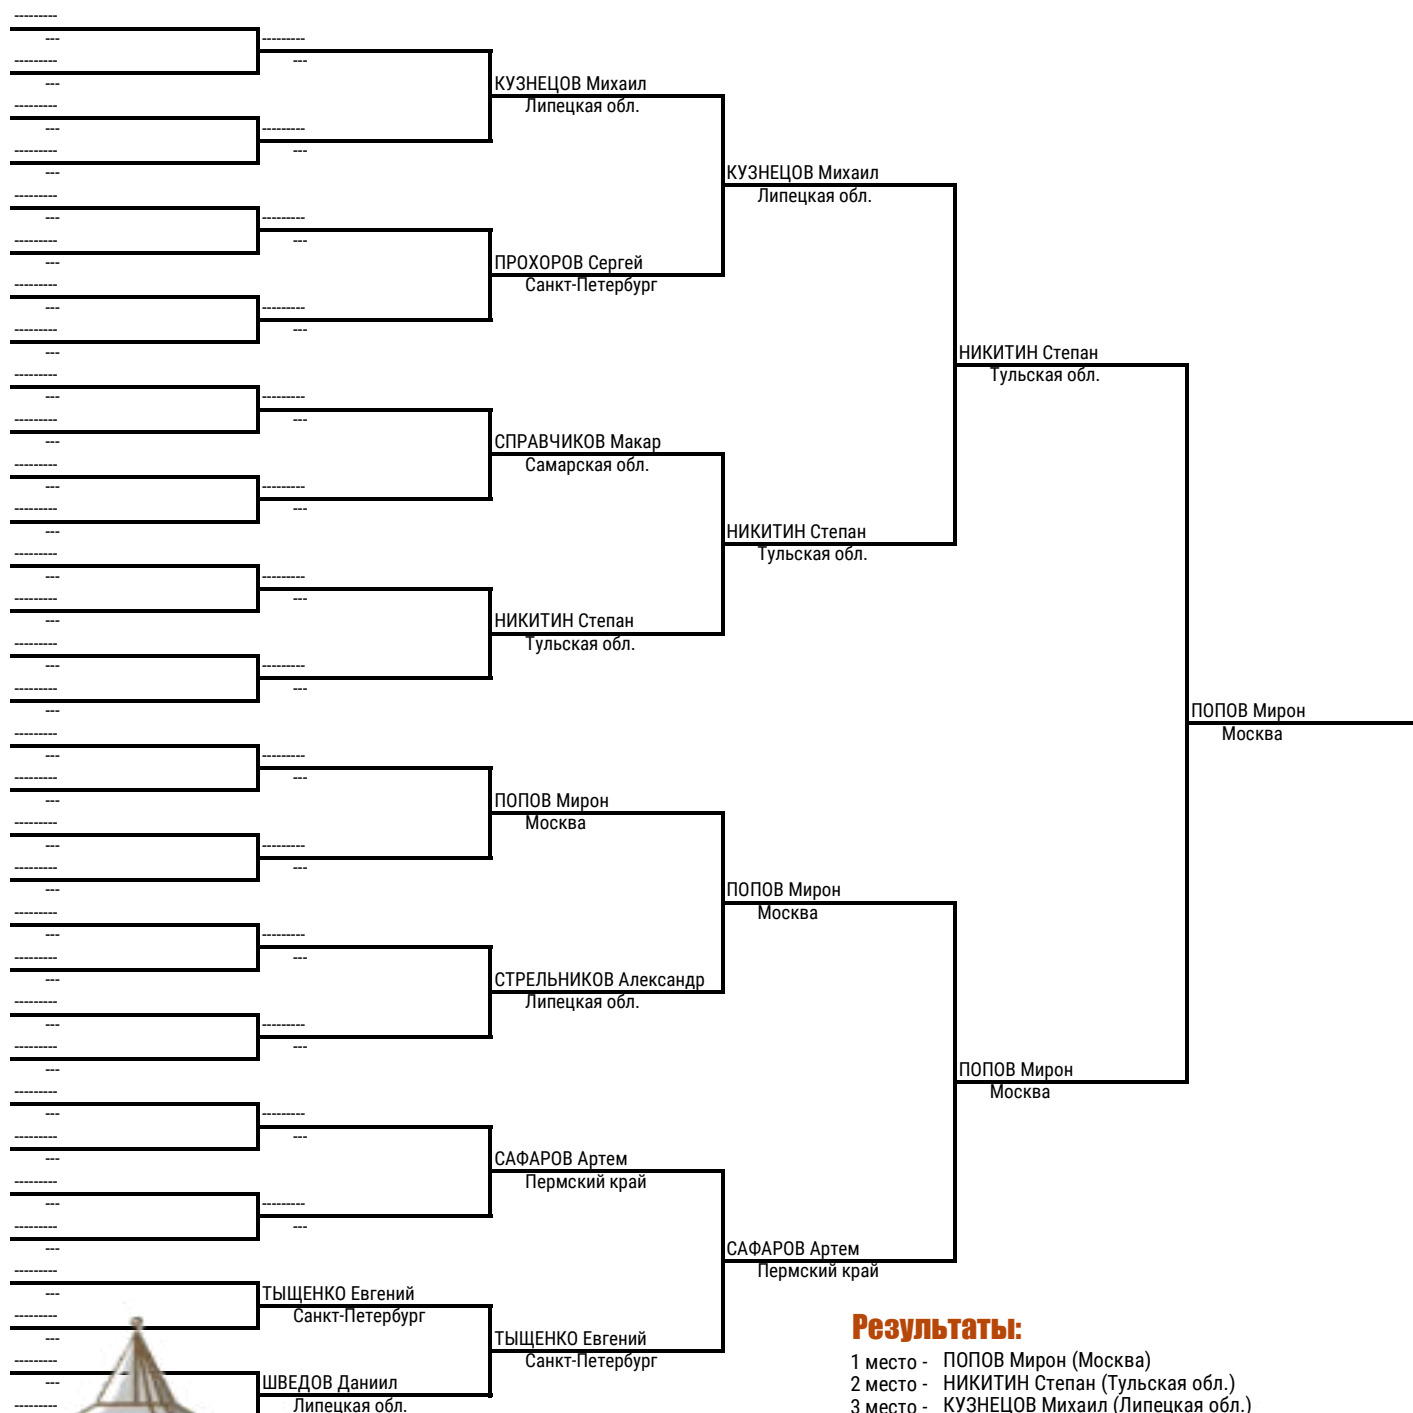 КУЗНЕЦОВ Михаил
Липецкая обл.
КУЗНЕЦОВ Михаил
Липецкая обл.
ПРОХОРОВ Сергей
Санкт-Петербург
НИКИТИН Степан
Тульская обл.
СПРАВЧИКОВ Макар
Самарская обл.
НИКИТИН Степан
Тульская обл.
НИКИТИН Степан
Тульская обл.
ПОПОВ Мирон
Москва
ПОПОВ Мирон
Москва
ПОПОВ Мирон
Москва
СТРЕЛЬНИКОВ Александр
Липецкая обл.
ПОПОВ Мирон
Москва
САФАРОВ Артем
Пермский край
САФАРОВ Артем
Пермский край
ТЫЩЕНКО Евгений
Санкт-Петербург
ТЫЩЕНКО Евгений
Санкт-Петербург
ШВЕДОВ Даниил
Липецкая обл.
Результаты:
1 место - ПОПОВ Мирон (Москва)
2 место - НИКИТИН Степан (Тульская обл.)
3 место - КУЗНЕЦОВ Михаил (Липецкая обл.)